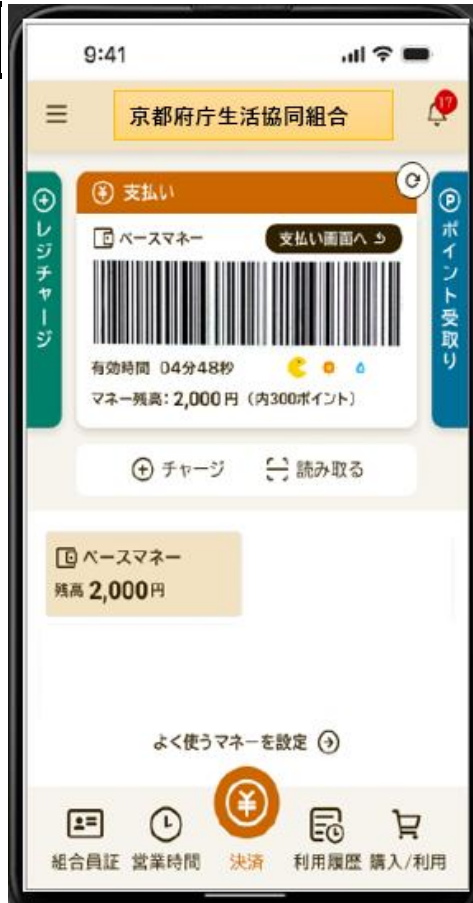 9:41
京都府庁生活協同組合
17
レジチャージ
支払い
ポイント受取り
ベースマネー
支払い画面へ
有効時間 04分48秒
マネー残高：2,000円（内300ポイント）
チャージ
読み取る
ベースマネー
残高 2,000円
よく使うマネーを設定
組合員証 営業時間 決済 利用履歴 購入/利用